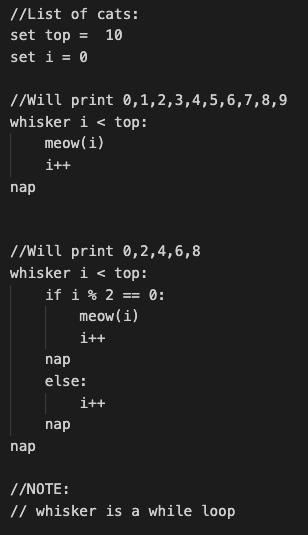 //List of cats:
set top =  10
set i = 0

//Will print 0,1,2,3,4,5,6,7,8,9
whisker i < top:
    meow(i)
    i++
nap

//Will print 0,2,4,6,8
whisker i < top:
    if i % 2 == 0:
        meow(i)
        i++
    nap
    else:
        i++
    nap
nap

//NOTE:
// whisker is a while loop